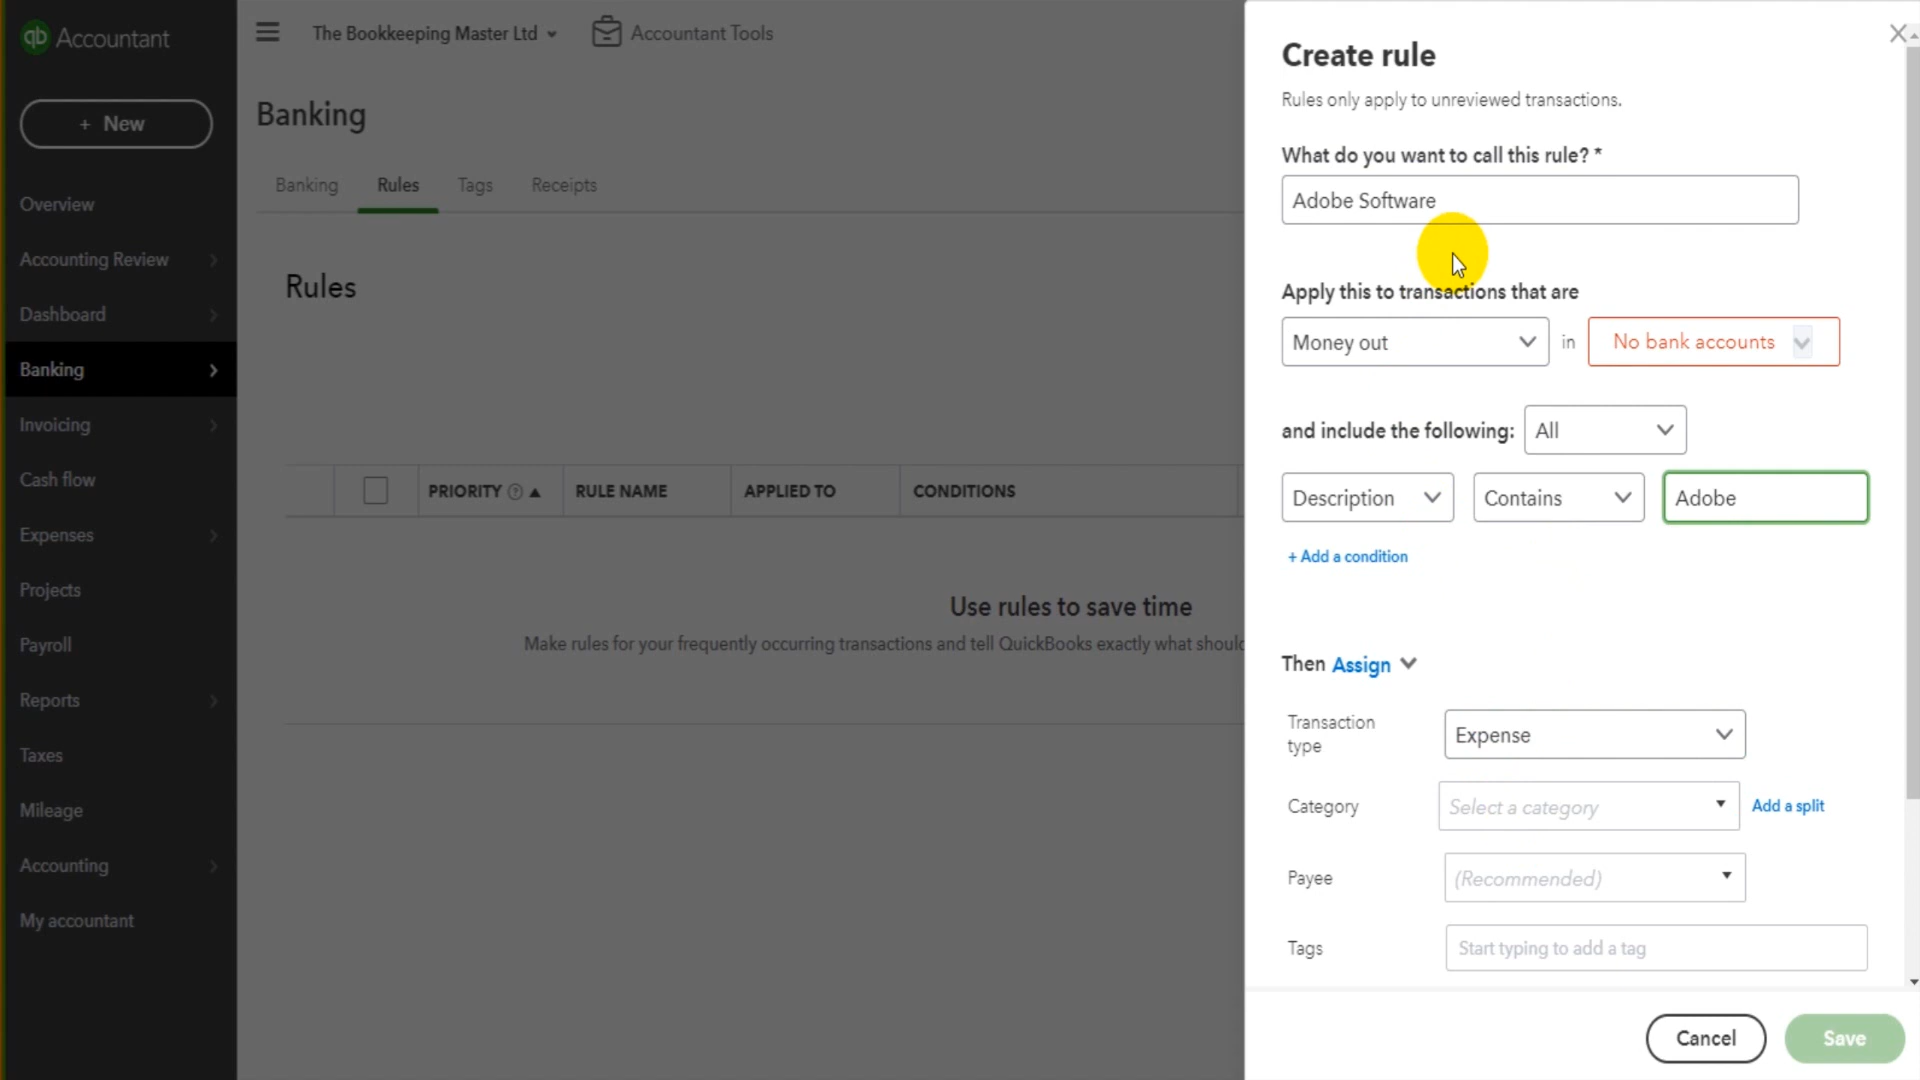 qb Accountant
The Bookkeeping Master Ltd
Accountant Tools
+ New
Overview
Accounting Review
Dashboard
Banking
Invoicing
Cash flow
Expenses
Projects
Payroll
Reports
Taxes
Mileage
Accounting
My accountant
Banking
Banking Rules Tags Receipts
Rules
PRIORITY ? RULE NAME APPLIED TO CONDITIONS
Use rules to save time
Make rules for your frequently occurring transactions and tell QuickBooks exactly what should
Create rule
Rules only apply to unreviewed transactions.
What do you want to call this rule? *
Adobe Software
Apply this to transactions that are
Money out in No bank accounts
and include the following: All
Description Contains Adobe
+ Add a condition
Then Assign
Transaction
type
Expense
Category Select a category Add a split
Payee (Recommended)
Tags Start typing to add a tag
Cancel Save